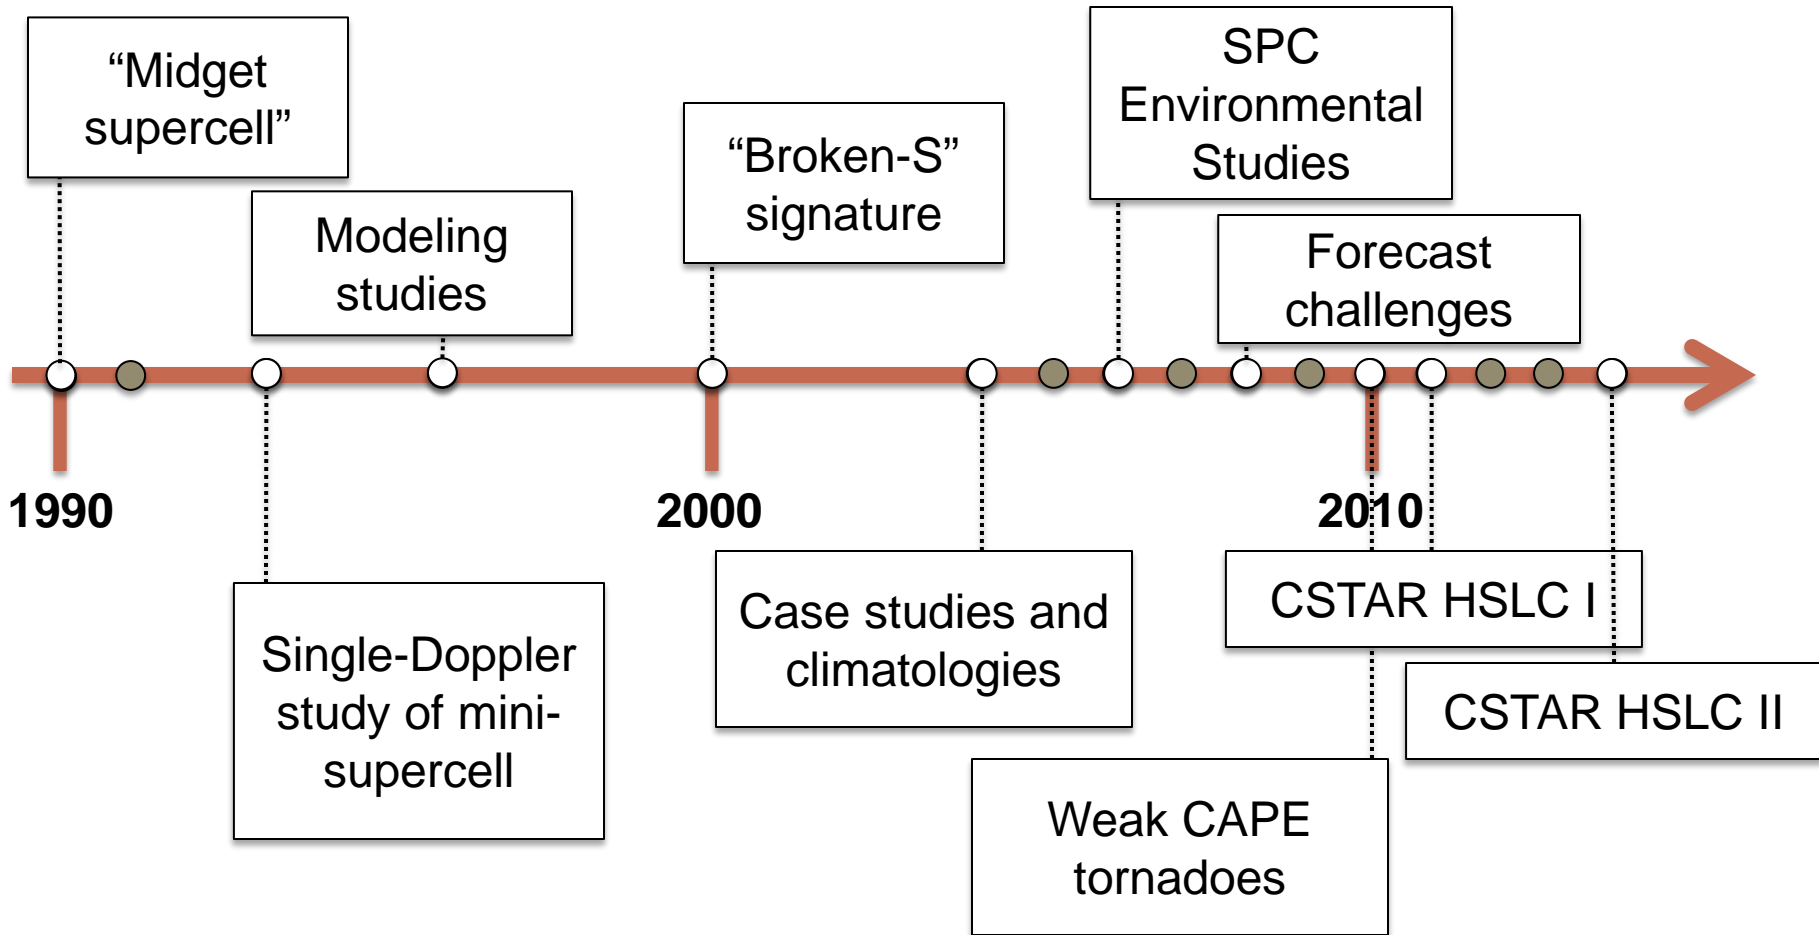 “Midget
supercell”
Modeling
studies
“Broken-S”
signature
SPC
Environmental
Studies
Forecast
challenges
1990
2000
2010
Single-Doppler
study of mini-
supercell
Case studies and
climatologies
CSTAR HSLC I
CSTAR HSLC II
Weak CAPE
tornadoes